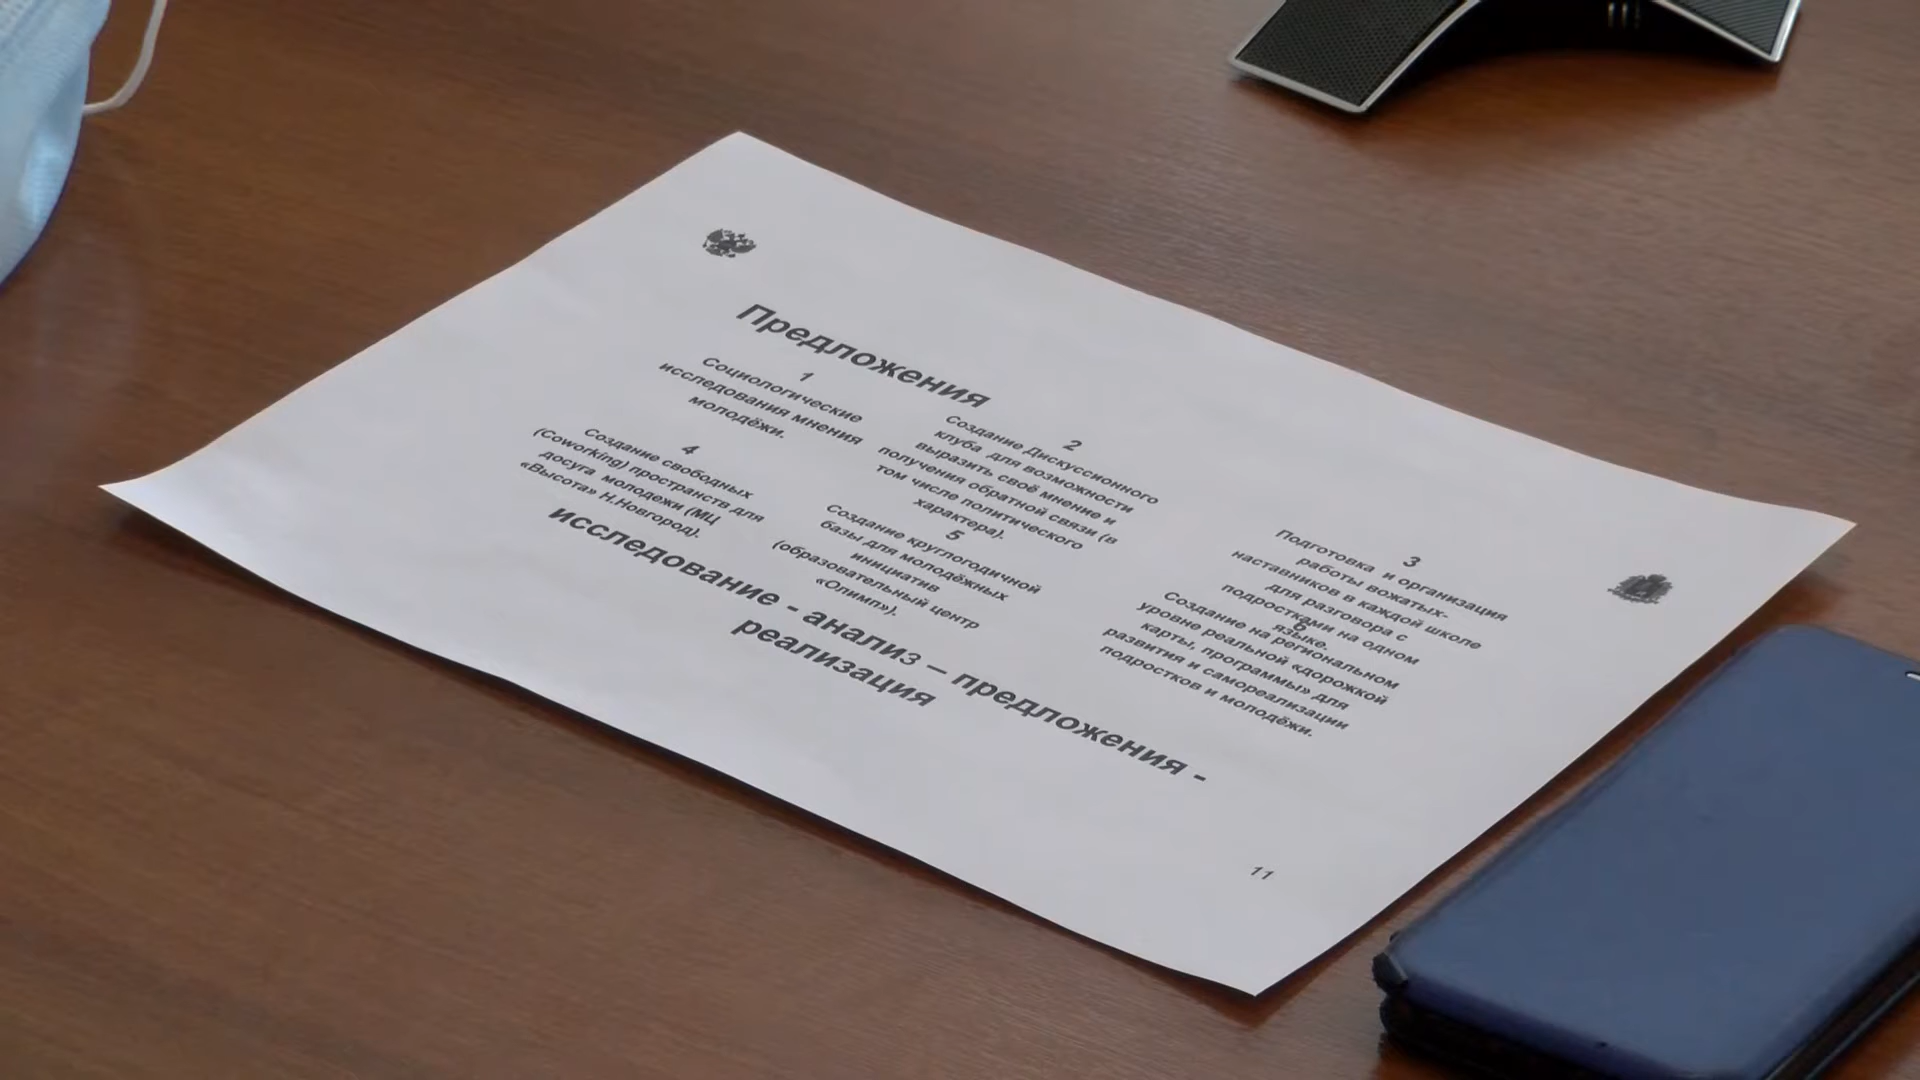 Предложения
1
Социологические
исследования мнения
молодёжи.
2
Создание Дискуссионного
клуба для возможности
выразить своё мнение и
получения обратной связи (в
том числе политического
характера).
3
Подготовка и организация
работы вожатых-
наставников в каждой школе
для разговора с
подростками на одном
языке.
4
Создание свободных
(Coworking) пространств для
досуга молодежи (МЦ
«Высота» Н.Новгород).
5
Создание круглогодичной
базы для молодёжных
инициатив
(образовательный центр
«Олимп»).
6
Создание на региональном
уровне реальной «дорожкой
карты, программы» для
развития и самореализации
подростков и молодёжи.
исследование - анализ – предложения -
реализация
11